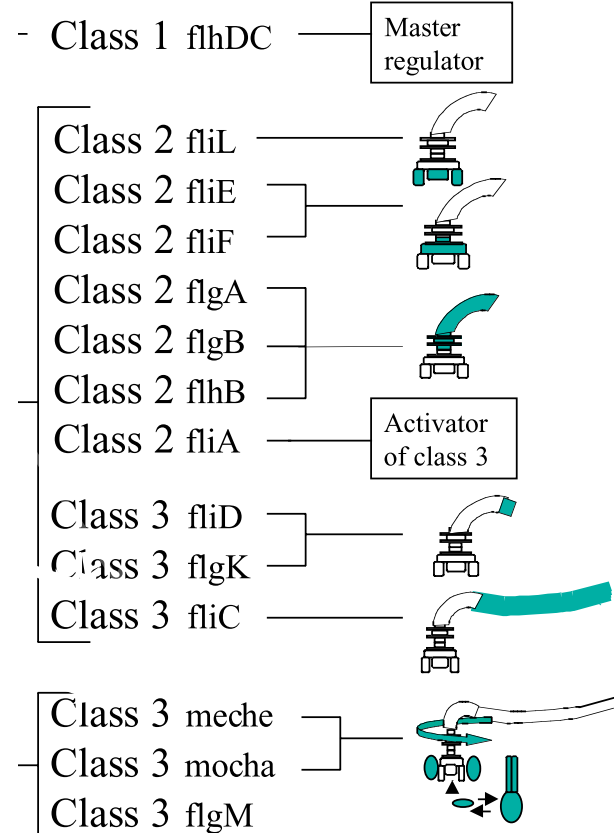 Class 1 flhDC
Master
regulator
Class 2 fliL
Class 2 fliE
Class 2 fliF
Class 2 flgA
Class 2 flgB
Class 2 flhB
Class 2 fliA
Activator
of class 3
Class 3 fliD
Class 3 flgK
Class 3 fliC
Class 3 meche
Class 3 mocha
Class 3 flgM